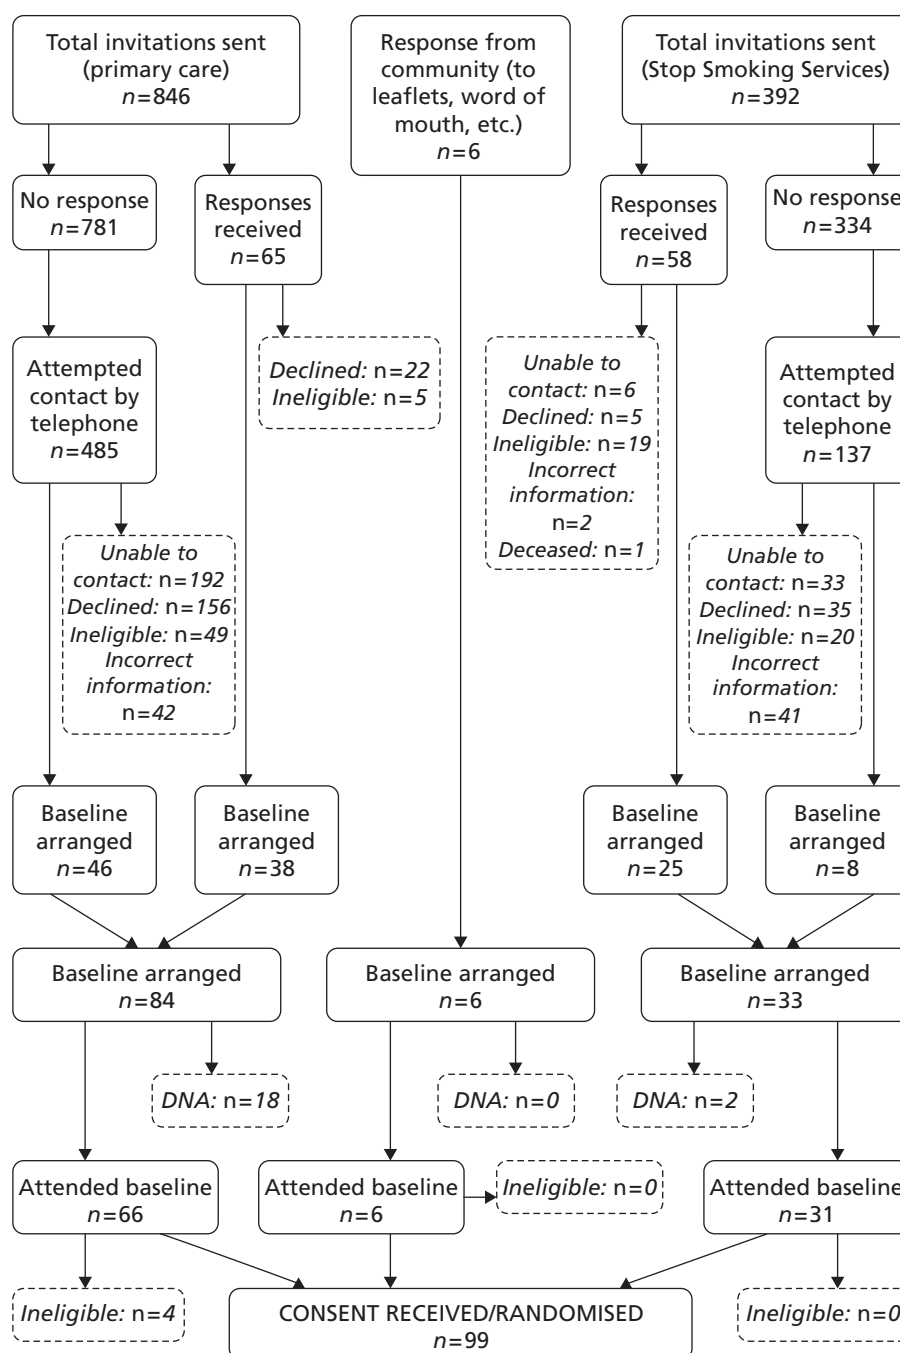 Total invitations sent
(primary care)
n=846
Response from
community (to
leaflets, word of
mouth, etc.)
n=6
Total invitations sent
(Stop Smoking Services)
n=392
No response
n=781
Responses
received
n=65
Responses
received
n=58
No response
n=334
Attempted
contact by
telephone
n=485
Declined: n=22
Ineligible: n=5
Unable to
contact: n=6
Declined: n=5
Ineligible: n=19
Incorrect
information:
n=2
Deceased: n=1
Attempted
contact by
telephone
n=137
Unable to
contact: n=192
Declined: n=156
Ineligible: n=49
Incorrect
information:
n=42
Unable to
contact: n=33
Declined: n=35
Ineligible: n=20
Incorrect
information:
n=41
Baseline
arranged
n=46
Baseline
arranged
n=38
Baseline
arranged
n=25
Baseline
arranged
n=8
Baseline arranged
n=84
Baseline arranged
n=6
Baseline arranged
n=33
DNA: n=18
DNA: n=0
DNA: n=2
Attended baseline
n=66
Attended baseline
n=6
Ineligible: n=0
Attended baseline
n=31
Ineligible: n=4
CONSENT RECEIVED/RANDOMISED
n=99
Ineligible: n=0